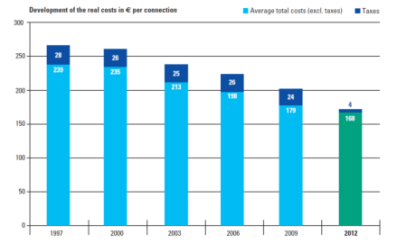 Development of the real costs in € per connection
Average total costs (excl. taxes) Taxes
300
250
200
150
100
50
0
28 26 25 26 24 4
239 235 213 198 179 168
1997 2000 2003 2006 2009 2012